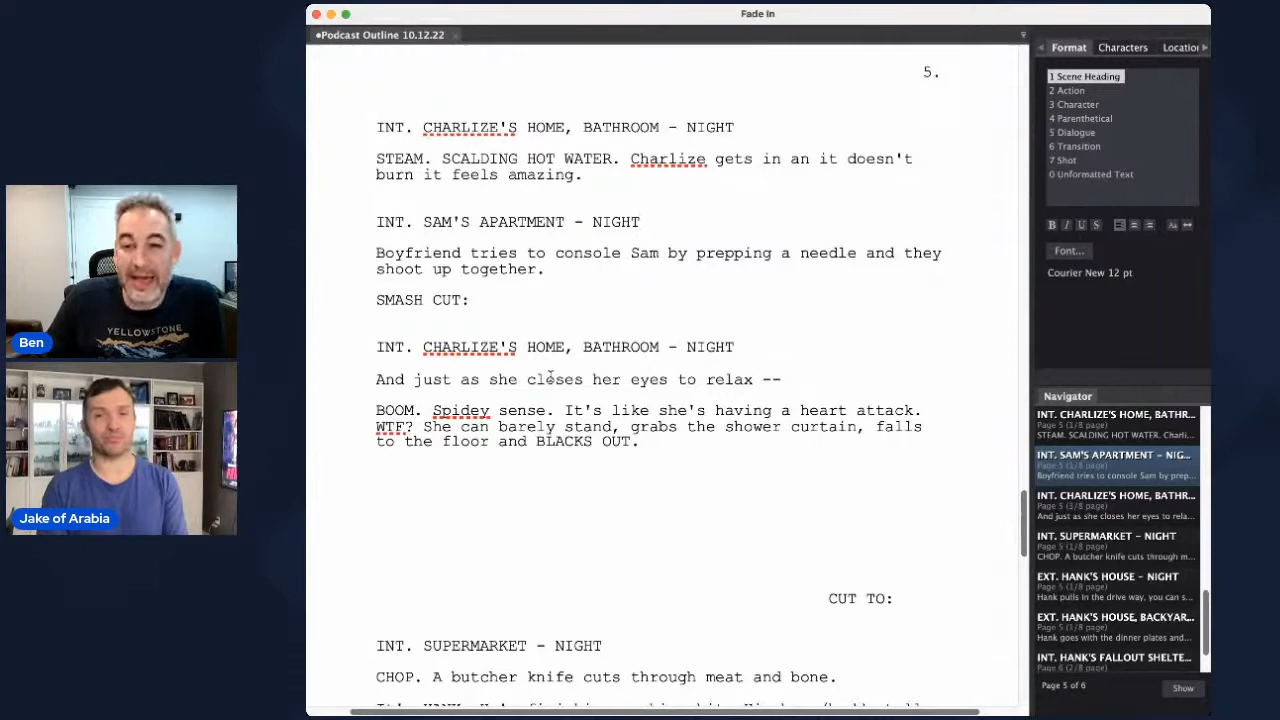 Fade In
•Podcast Outline 10.12.22
5.
INT. CHARLIZE'S HOME, BATHROOM – NIGHT
STEAM. SCALDING HOT WATER. Charlize gets in an it doesn't
burn it feels amazing.
INT. SAM'S APARTMENT – NIGHT
Boyfriend tries to console Sam by prepping a needle and they
shoot up together.
SMASH CUT:
INT. CHARLIZE'S HOME, BATHROOM – NIGHT
And just as she closes her eyes to relax --
BOOM. Spidey sense. It's like she's having a heart attack.
WTF? She can barely stand, grabs the shower curtain, falls
to the floor and BLACKS OUT.
CUT TO:
INT. SUPERMARKET – NIGHT
CHOP. A butcher knife cuts through meat and bone.
Format
Characters
Location
1 Scene Heading
2 Action
3 Character
4 Parenthetical
5 Dialogue
6 Transition
7 Shot
0 Unformatted Text
B I U S
Aa
Font...
Courier New 12 pt
Navigator
INT. CHARLIZE'S HOME, BATHR...
STEAM. SCALDING HOT WATER. Charli...
INT. SAM'S APARTMENT – NIG...
Page 5 (1/8 page)
Boyfriend tries to console Sam by prep...
INT. CHARLIZE'S HOME, BATHR...
Page 5 (3/8 page)
And just as she closes her eyes to rela...
INT. SUPERMARKET – NIGHT
Page 5 (1/8 page)
CHOP. A butcher knife cuts through m...
EXT. HANK'S HOUSE – NIGHT
Page 5 (1/8 page)
Hank pulls in the drive way, you can s...
EXT. HANK'S HOUSE, BACKYAR...
Page 5 (1/8 page)
Hank goes with the dinner plates and...
INT. HANK'S FALLOUT SHELTE...
Page 6 (2/8 page)
Page 5 of 6
Show
YELLOWSTONE
Ben
Jake of Arabia